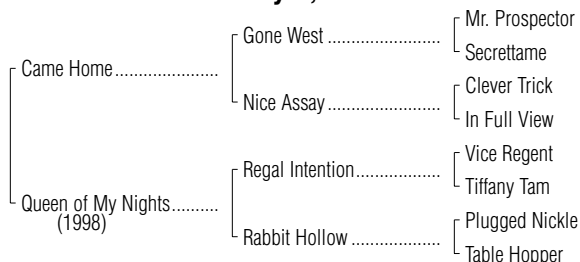 Mr. Prospector
Gone West
Secrettame
Came Home
Clever Trick
Nice Assay
In Full View
Vice Regent
Regal Intention
Tiffany Tam
Queen of My Nights
(1998)
Plugged Nickle
Rabbit Hollow
Table Hopper